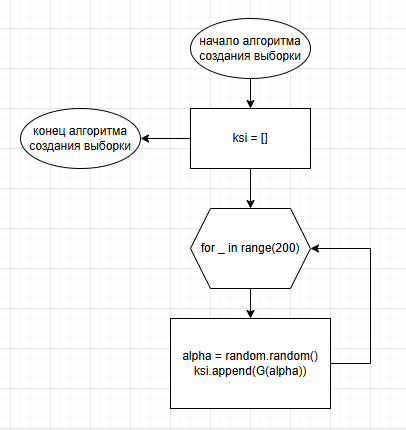 начало алгоритма
создания выборки
конец алгоритма
создания выборки
ksi = []
for _ in range(200)
alpha = random.random()
ksi.append(G(alpha))